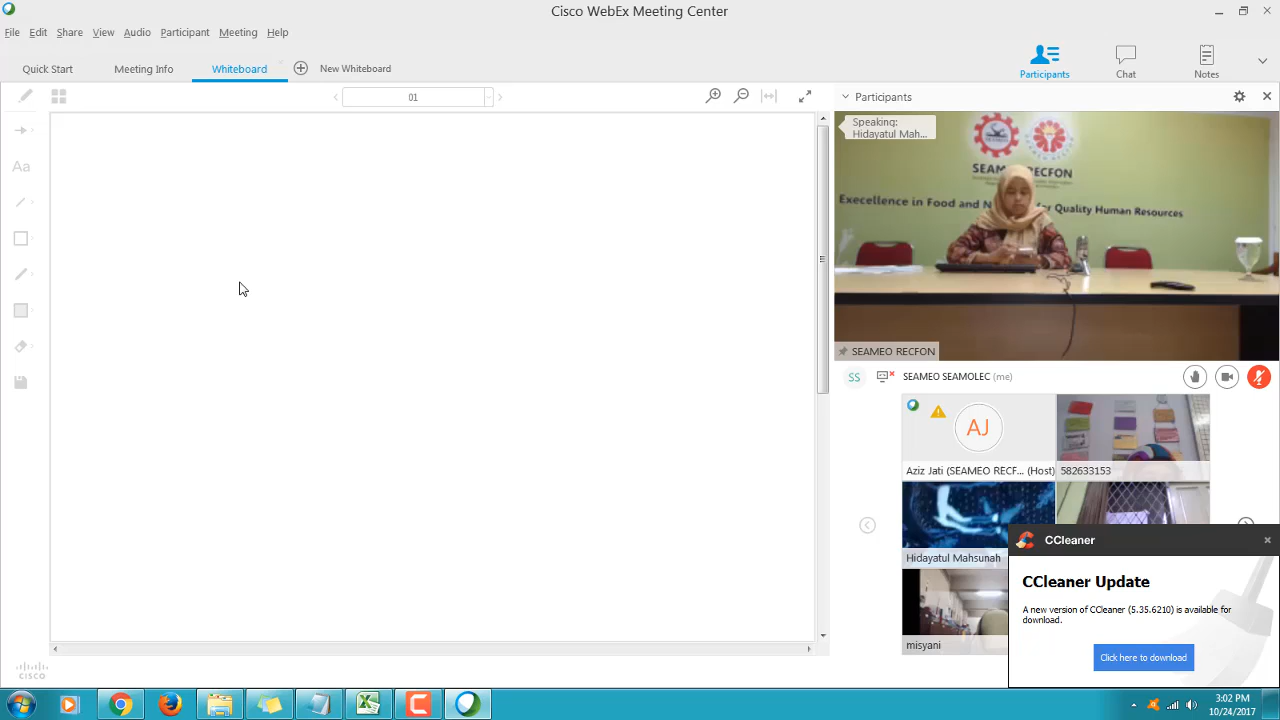 Cisco WebEx Meeting Center
File Edit Share View Audio Participant Meeting Help
Quick Start Meeting Info Whiteboard New Whiteboard
Participants Chat Notes
01
Aa
Participants
Speaking:
Hidayatul Mah...
SEAMEO RECFON
Execellence in Food and for Quality Human Resources
SEAMEO RECFON
SS SEAMEO SEAMOLEC (me)
AJ
Aziz Jati (SEAMEO RECF... (Host)
582633153
Hidayatul Mahsunah
misyani
CCleaner
CCleaner Update
A new version of CCleaner (5.35.6210) is available for
download.
Click here to download
cisco
3:02 PM
10/24/2017